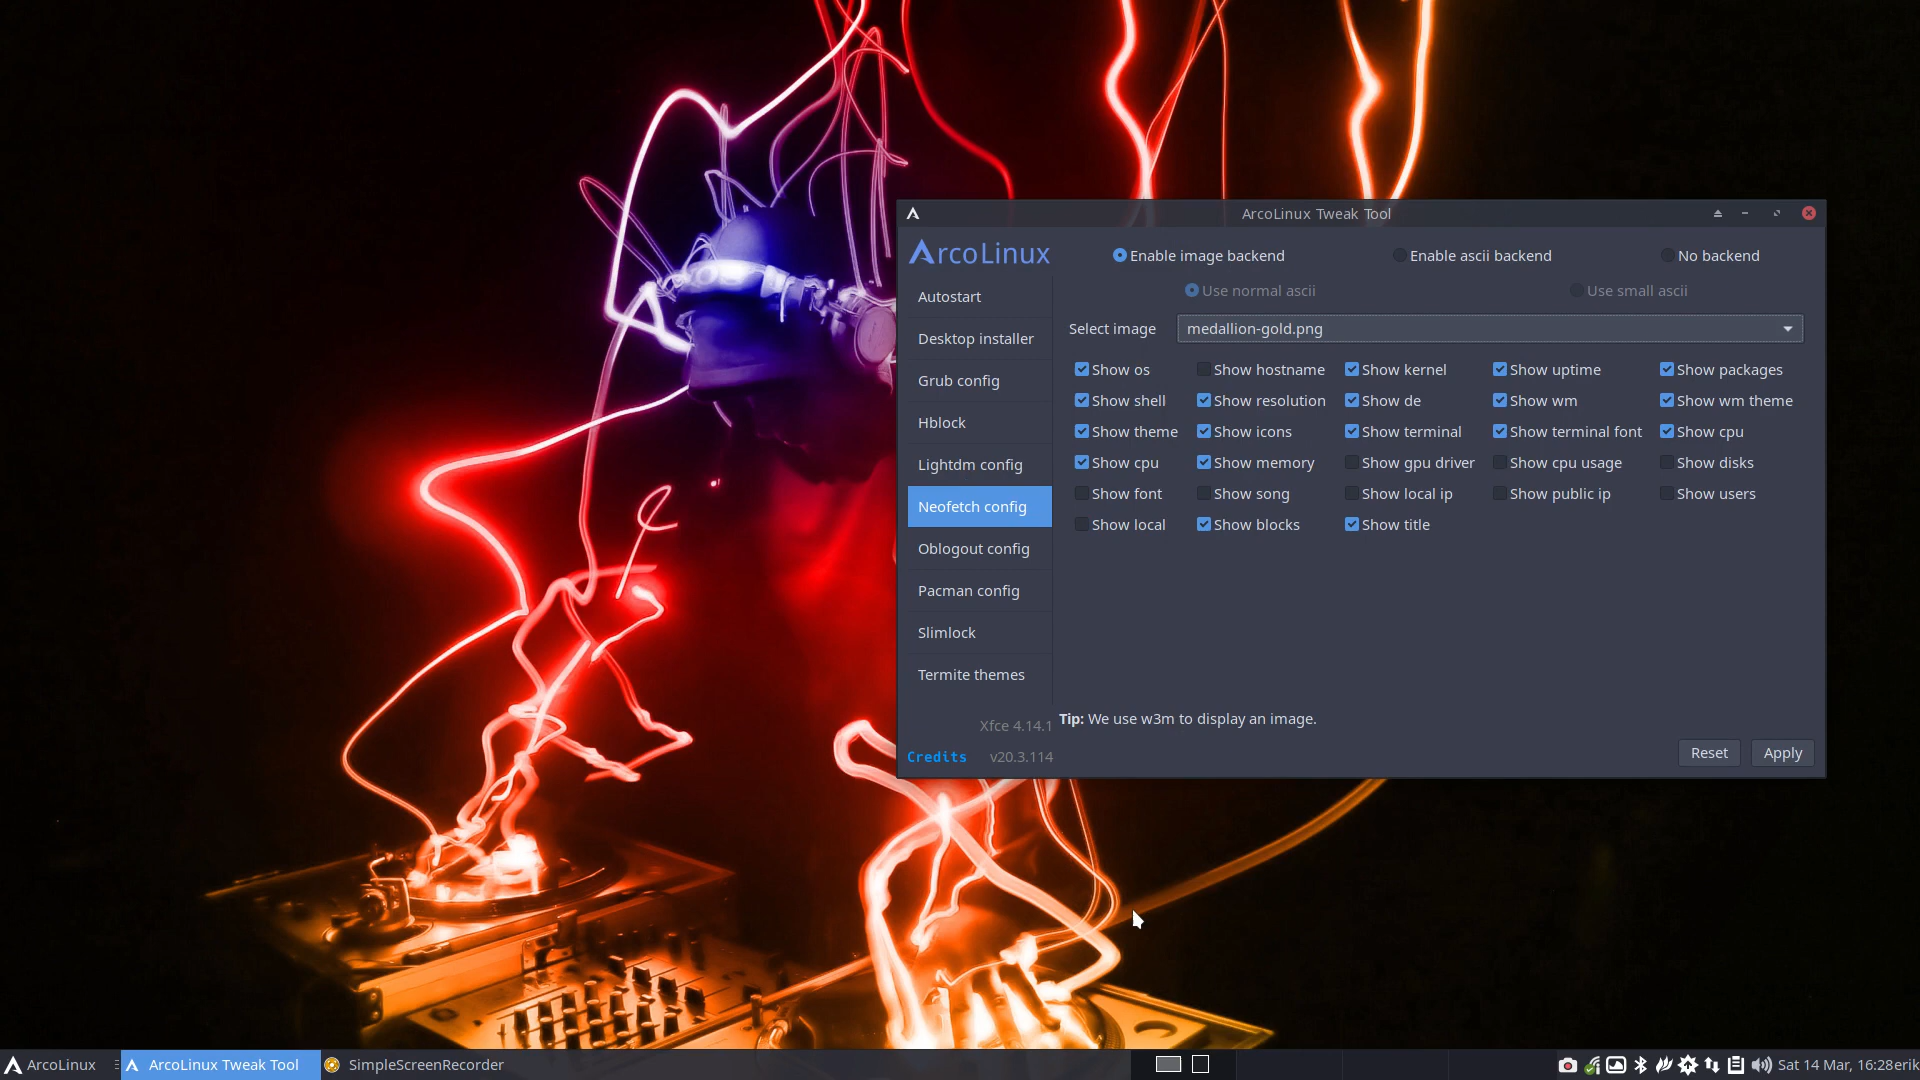 ArcoLinux Tweak Tool
ArcoLinux
Enable image backend
Enable ascii backend
No backend
Use normal ascii
Use small ascii
Select image
medallion-gold.png
Autostart
Desktop installer
Grub config
Hblock
Lightdm config
Neofetch config
Oblogout config
Pacman config
Slimlock
Termite themes
Show os Show hostname Show kernel Show uptime Show packages
Show shell Show resolution Show de Show wm Show wm theme
Show theme Show icons Show terminal Show terminal font Show cpu
Show cpu Show memory Show gpu driver Show cpu usage Show disks
Show font Show song Show local ip Show public ip Show users
Show local Show blocks Show title
Xfce 4.14.1
Tip: We use w3m to display an image.
Credits v20.3.114
Reset
Apply
ArcoLinux
ArcoLinux Tweak Tool
SimpleScreenRecorder
Sat 14 Mar, 16:28erik